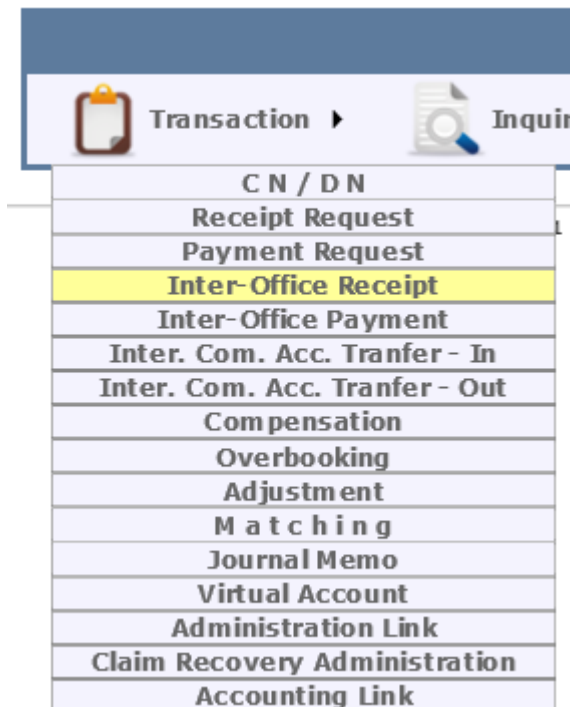 Transaction
C N / D N
Receipt Request
Payment Request
Inter-Office Receipt
Inter-Office Payment
Inter. Com. Acc. Tranfer - In
Inter. Com. Acc. Tranfer - Out
Compensation
Overbooking
Adjustment
M a t c h i n g
Journal Memo
Virtual Account
Administration Link
Claim Recovery Administration
Accounting Link